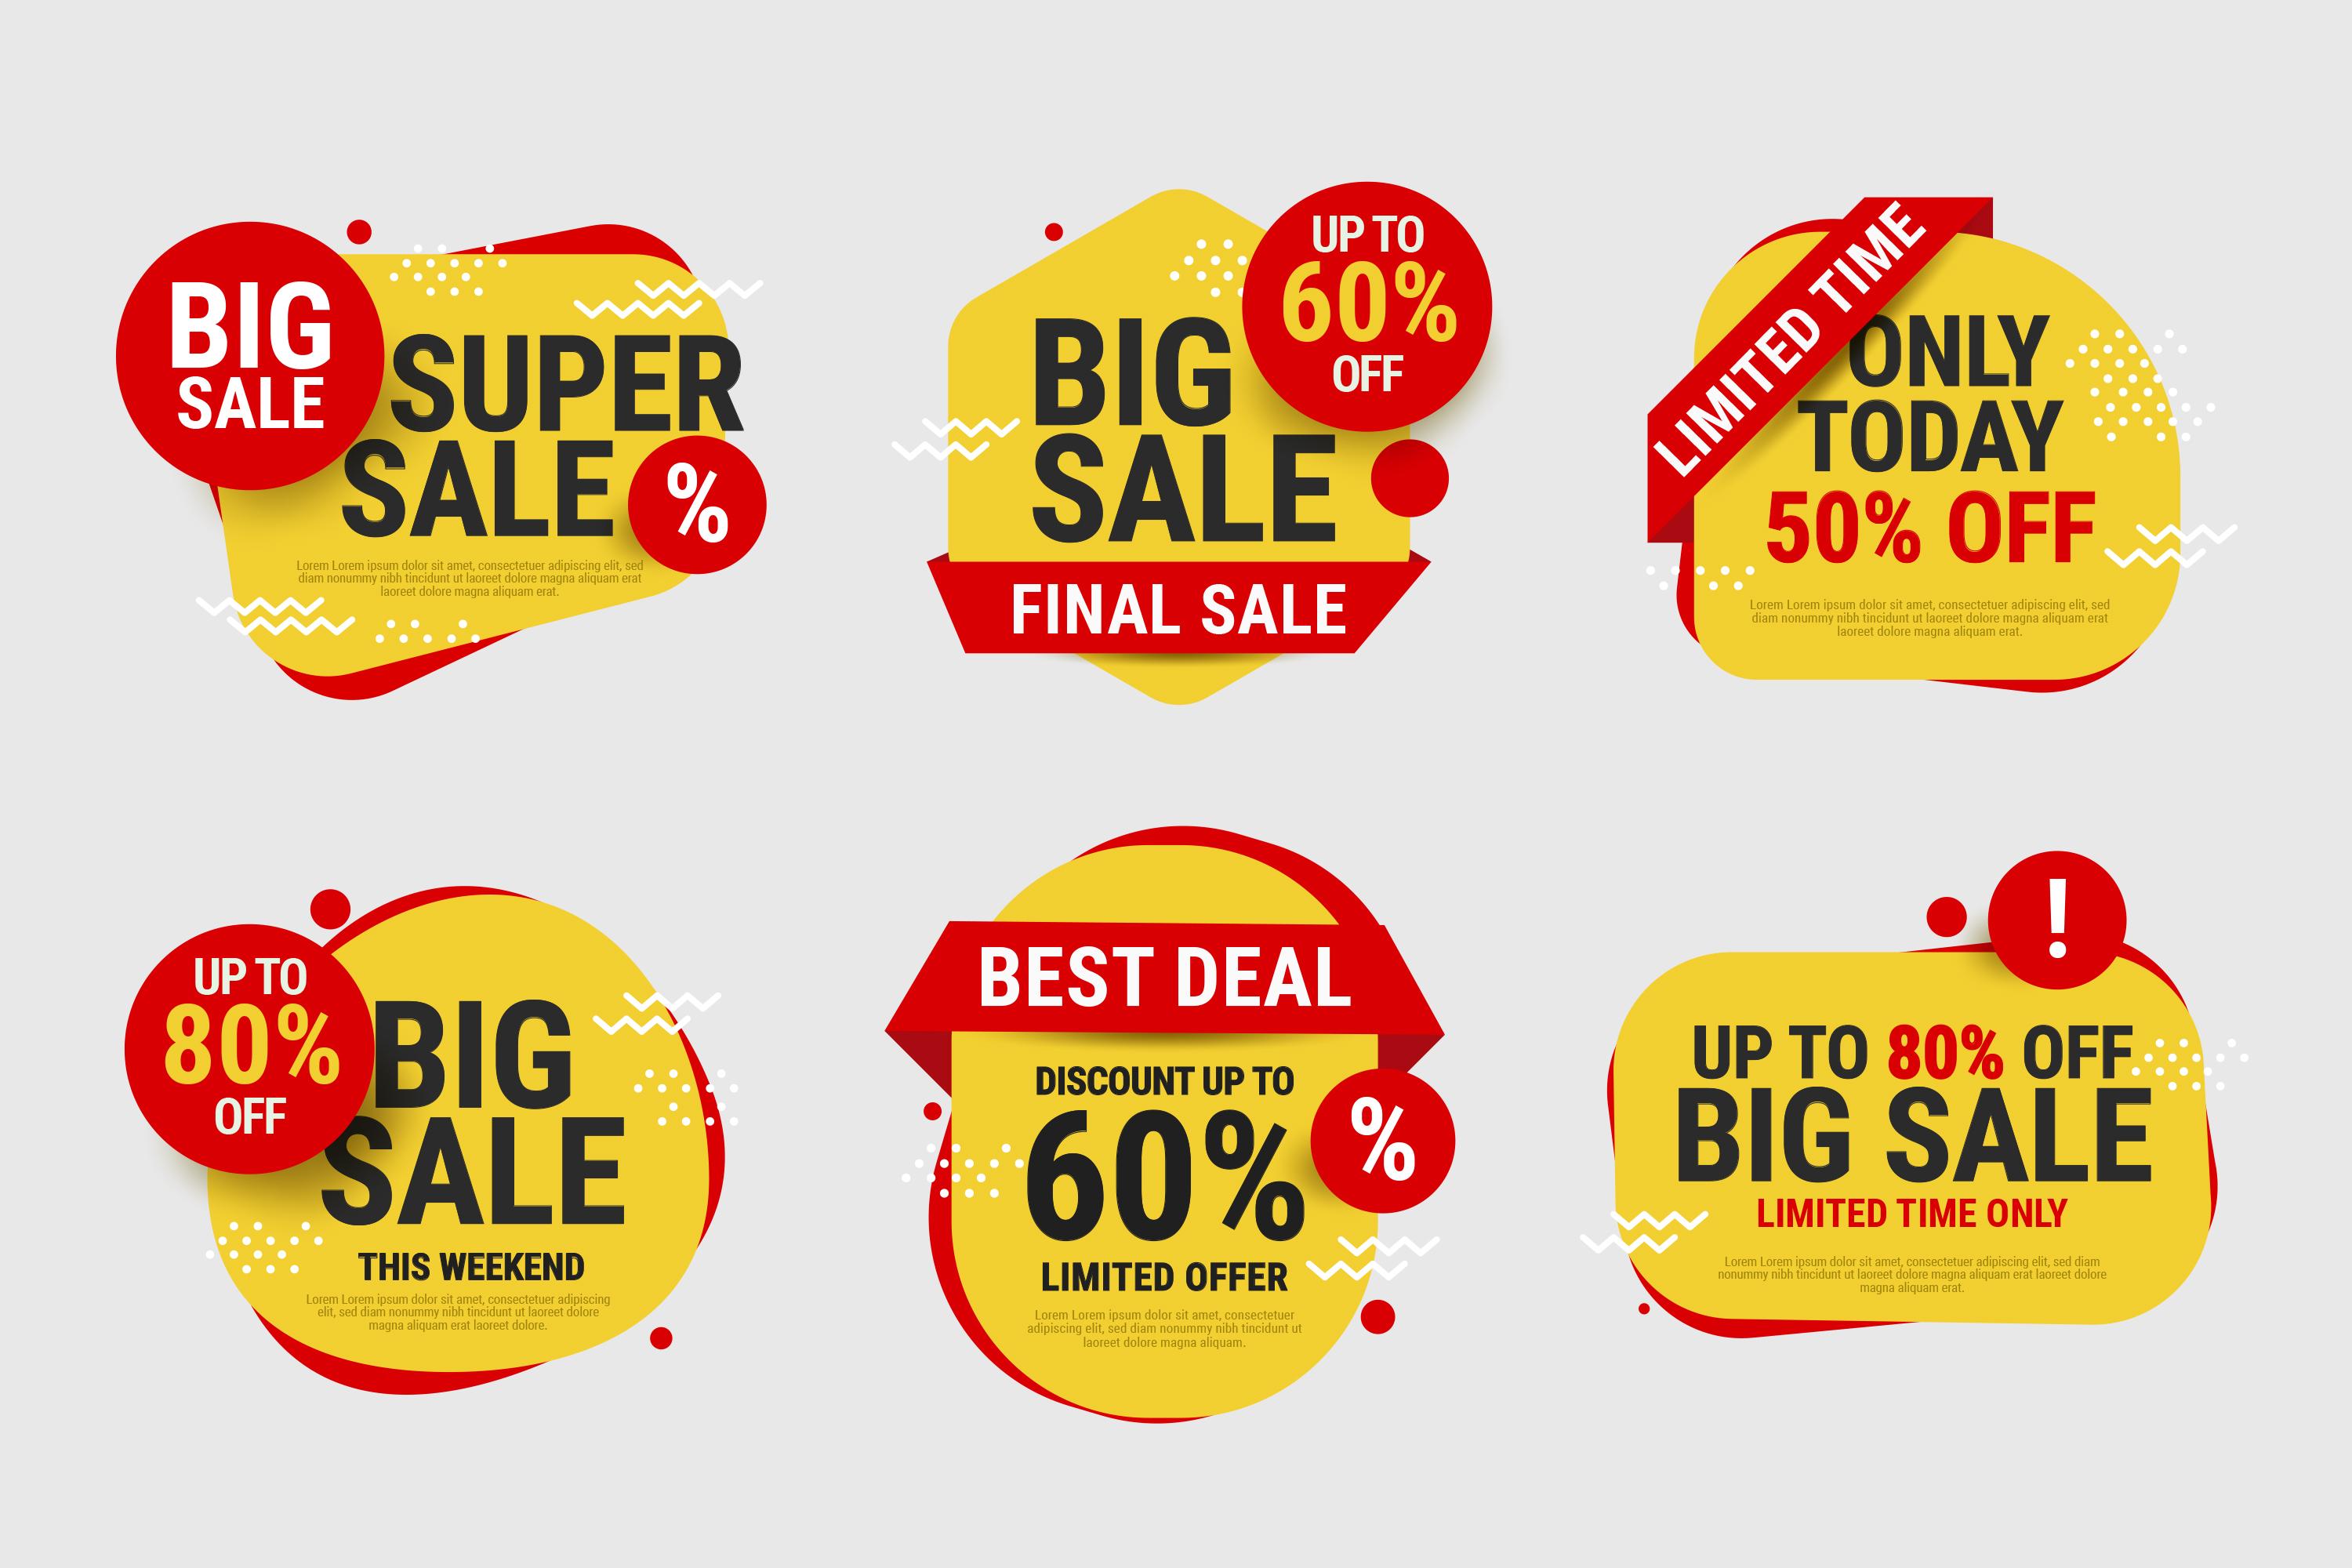 BIG
SALE
SUPER
SALE
%
Lorem Lorem ipsum dolor sit amet, consectetuer adipiscing elit, sed
diam nonummy nibh tincidunt ut laoreet dolore magna aliquam erat
laoreet dolore magna aliquam erat.
UP TO
60%
OFF
BIG
SALE
FINAL SALE
LIMITED TIME
ONLY
TODAY
50% OFF
Lorem Lorem ipsum dolor sit amet, consectetuer adipiscing elit, sed
diam nonummy nibh tincidunt ut laoreet dolore magna aliquam erat
laoreet dolore magna aliquam erat.
UP TO
80%
OFF
BIG
SALE
THIS WEEKEND
Lorem Lorem ipsum dolor sit amet, consectetuer adipiscing
elit, sed diam nonummy nibh tincidunt ut laoreet dolore
magna aliquam erat laoreet dolore.
BEST DEAL
DISCOUNT UP TO
60%
%
LIMITED OFFER
Lorem Lorem ipsum dolor sit amet, consectetuer
adipiscing elit, sed diam nonummy nibh tincidunt ut
laoreet dolore magna aliquam.
!
UP TO 80% OFF
BIG SALE
LIMITED TIME ONLY
Lorem Lorem ipsum dolor sit amet, consectetuer adipiscing elit, sed diam
nonummy nibh tincidunt ut laoreet dolore magna aliquam erat laoreet dolore
magna aliquam erat.